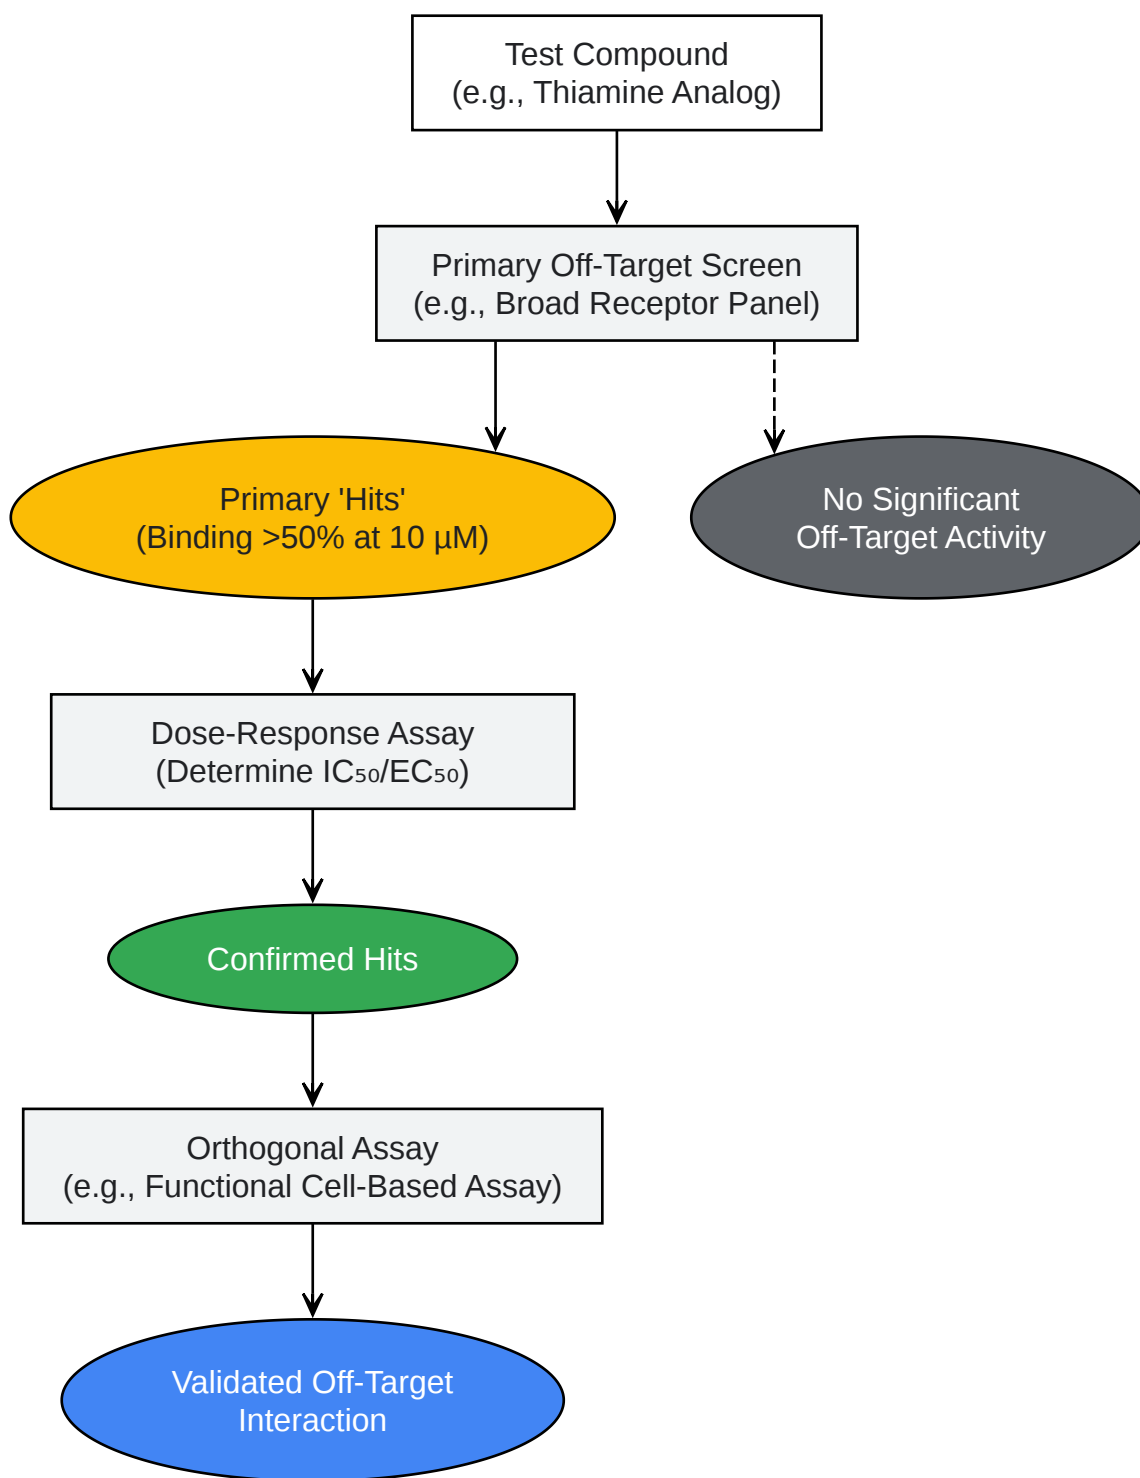 Test Compound
(e.g., Thiamine Analog)
Primary Off-Target Screen
(e.g., Broad Receptor Panel)
Primary 'Hits'
(Binding >50% at 10 µM)
No Significant
Off-Target Activity
Dose-Response Assay
(Determine IC₅₀/EC₅₀)
Confirmed Hits
Orthogonal Assay
(e.g., Functional Cell-Based Assay)
Validated Off-Target
Interaction